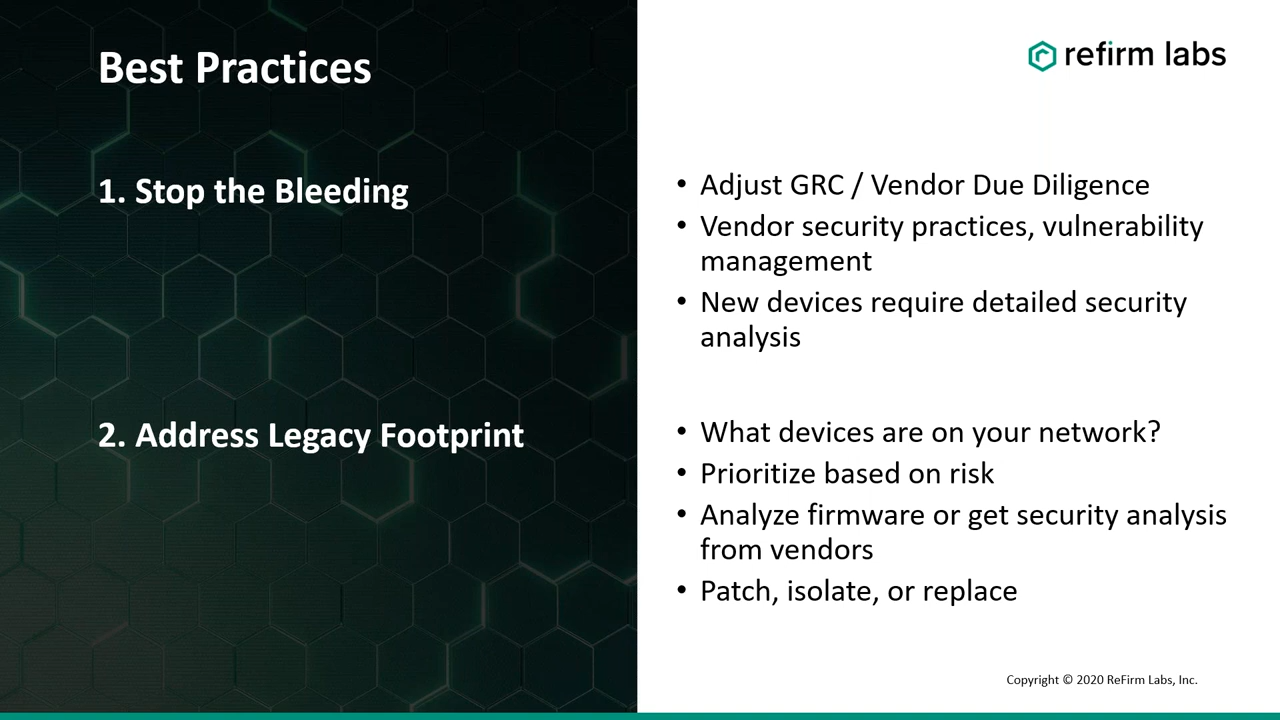 Best Practices
refirm labs
1. Stop the Bleeding
• Adjust GRC / Vendor Due Diligence
• Vendor security practices, vulnerability
management
• New devices require detailed security
analysis
2. Address Legacy Footprint
• What devices are on your network?
• Prioritize based on risk
• Analyze firmware or get security analysis
from vendors
• Patch, isolate, or replace
Copyright © 2020 ReFirm Labs, Inc.